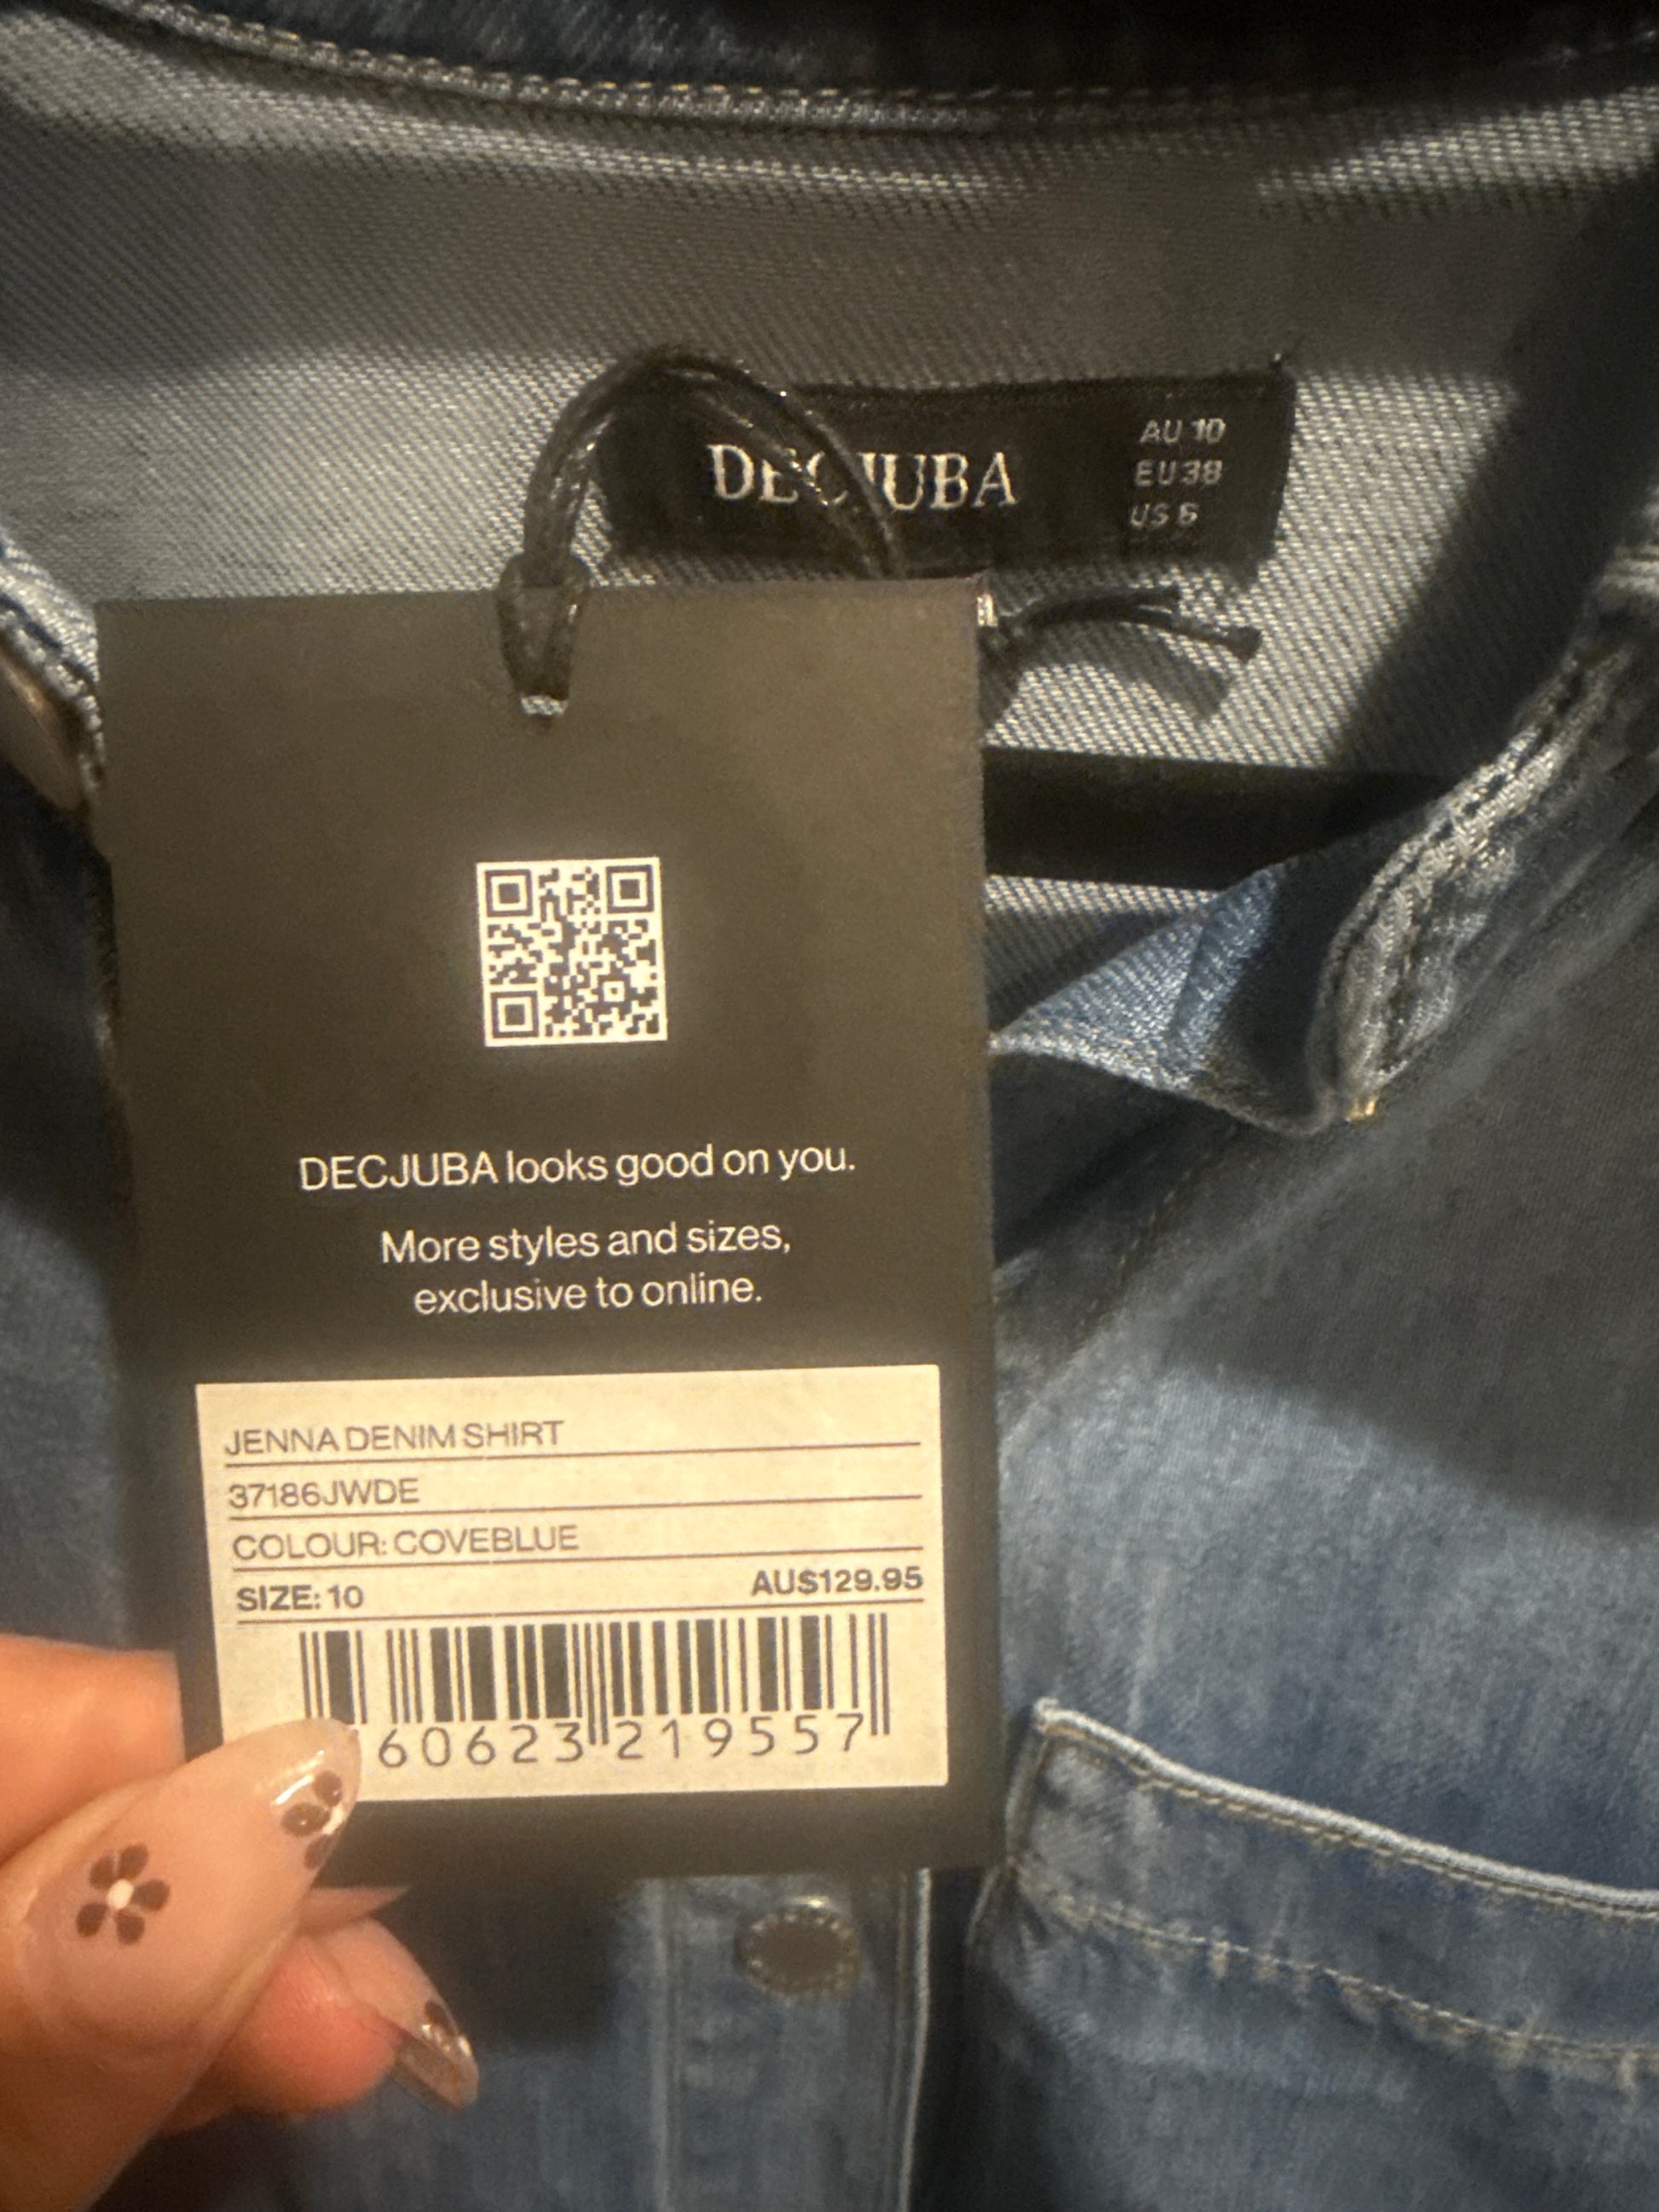 DECJUBA
AU 10
EU 38
US 6
DECJUBA looks good on you.
More styles and sizes,
exclusive to online.
JENNA DENIM SHIRT
37186JWDE
COLOUR: COVEBLUE
SIZE: 10 AU$129.95
60623 219557